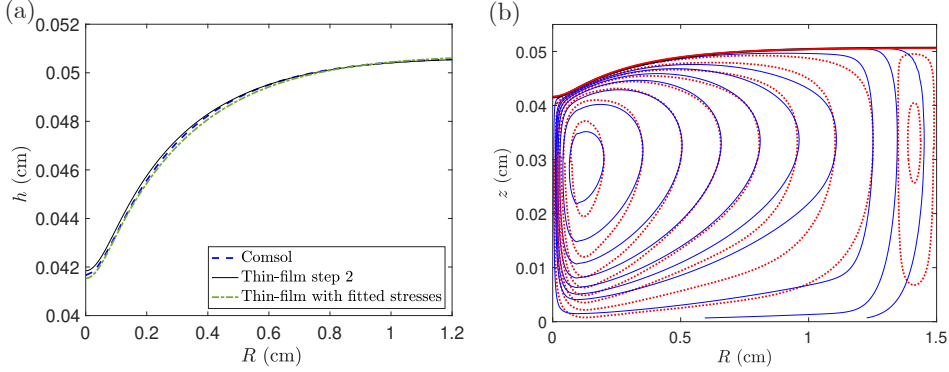 (a)
0.052
0.05
0.048
0.046
0.044
0.042
0.04
h (cm)
0 0.2 0.4 0.6 0.8 1.0 1.2
R (cm)
Comsol
Thin-film step 2
Thin-film with fitted stresses
(b)
0.05
0.04
0.03
0.02
0.01
0
z (cm)
0 0.5 1 1.5
R (cm)